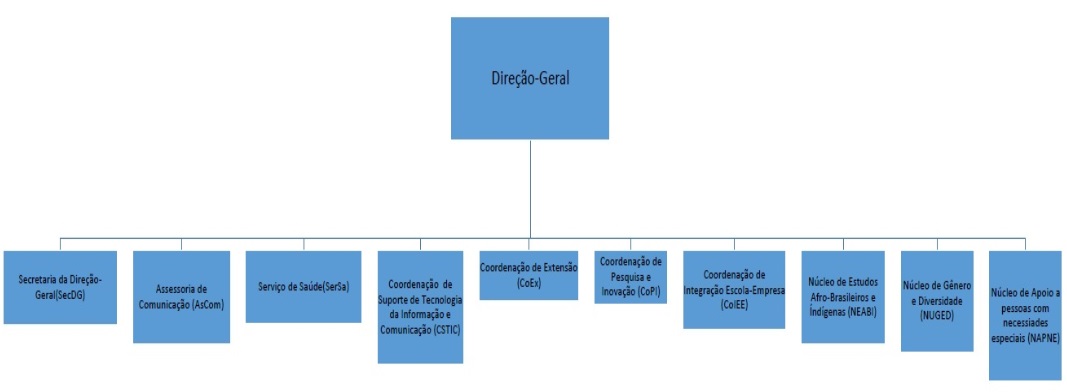 Direção-Geral
Secretaria da Direção-
Geral(SecDG)
Assessoria de
Comunicação (AsCom)
Serviço de Saúde(SerSa)
Coordenação  de
Suporte de Tecnologia
da Informação e
Comunicação (CSTIC)
Coordenação de Extensão
(CoEx)
Coordenação de
Pesquisa e
Inovação (CoPI)
Coordenação de
Integração Escola-Empresa
(CoIEE)
Núcleo de Estudos
Afro-Brasileiros e
Índígenas (NEABI)
Núcleo de Gênero
e Diversidade
(NUGED)
Núcleo de Apoio a
pessoas com
necessiades
especiais (NAPNE)